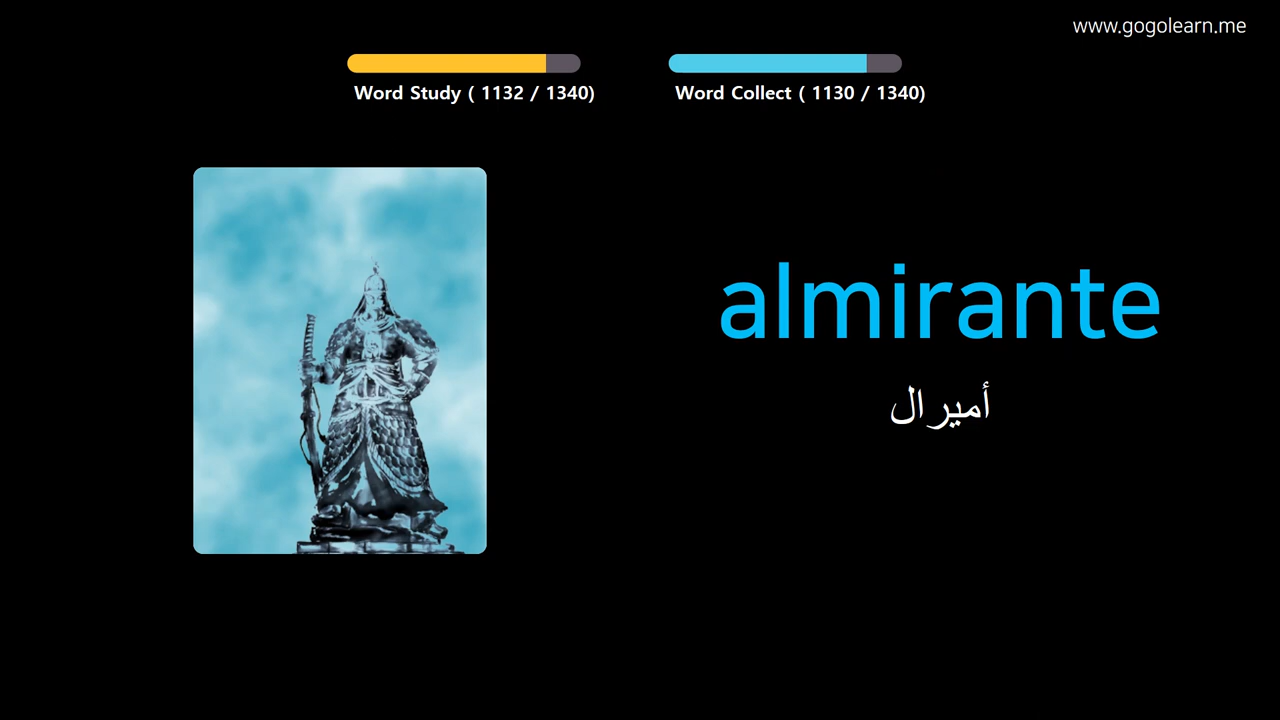 www.gogolearn.me
Word Study ( 1132 / 1340)
Word Collect ( 1130 / 1340)
almirante
أميرال